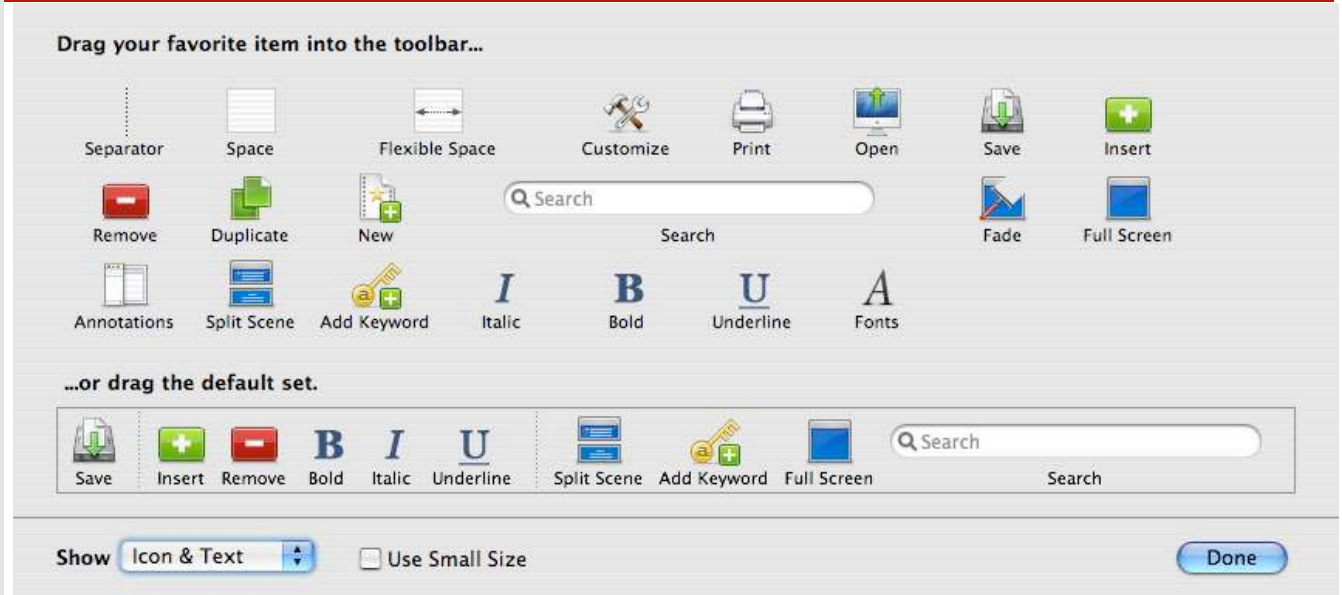 Drag your favorite item into the toolbar...
Separator Space Flexible Space Customize Print Open Save Insert
Search
Remove Duplicate New Search Fade Full Screen
a
I B U A
Annotations Split Scene Add Keyword Italic Bold Underline Fonts
...or drag the default set.
B I U a Search
Save Insert Remove Bold Italic Underline Split Scene Add Keyword Full Screen Search
Show Icon & Text Use Small Size Done